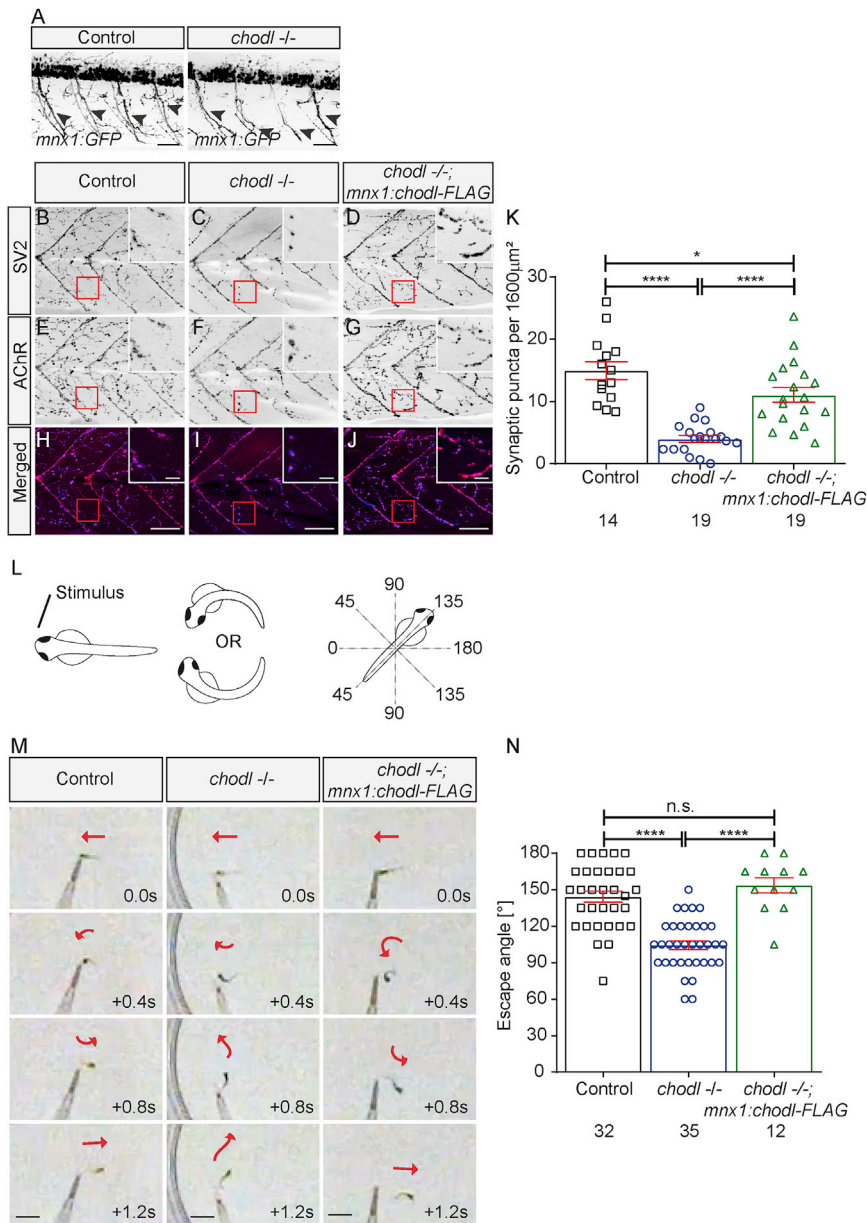 A
Control
chodl -/-
mnx1:GFP
mnx1:GFP
Control
chodl -/-
chodl -/-;
mnx1:chodl-FLAG
SV2
B
C
D
AChR
E
F
G
Merged
H
I
J
K
*
****
****
Synaptic puncta per 1600µm²
30
20
10
0
Control
chodl -/-
chodl -/-;
mnx1:chodl-FLAG
14
19
19
L
Stimulus
OR
90
45
135
0
180
45
135
90
M
Control
chodl -/-
chodl -/-;
mnx1:chodl-FLAG
0.0s
0.0s
0.0s
+0.4s
+0.4s
+0.4s
+0.8s
+0.8s
+0.8s
+1.2s
+1.2s
+1.2s
N
n.s.
****
****
Escape angle [°]
180
150
120
90
60
30
0
Control
chodl -/-
chodl -/-;
mnx1:chodl-FLAG
32
35
12